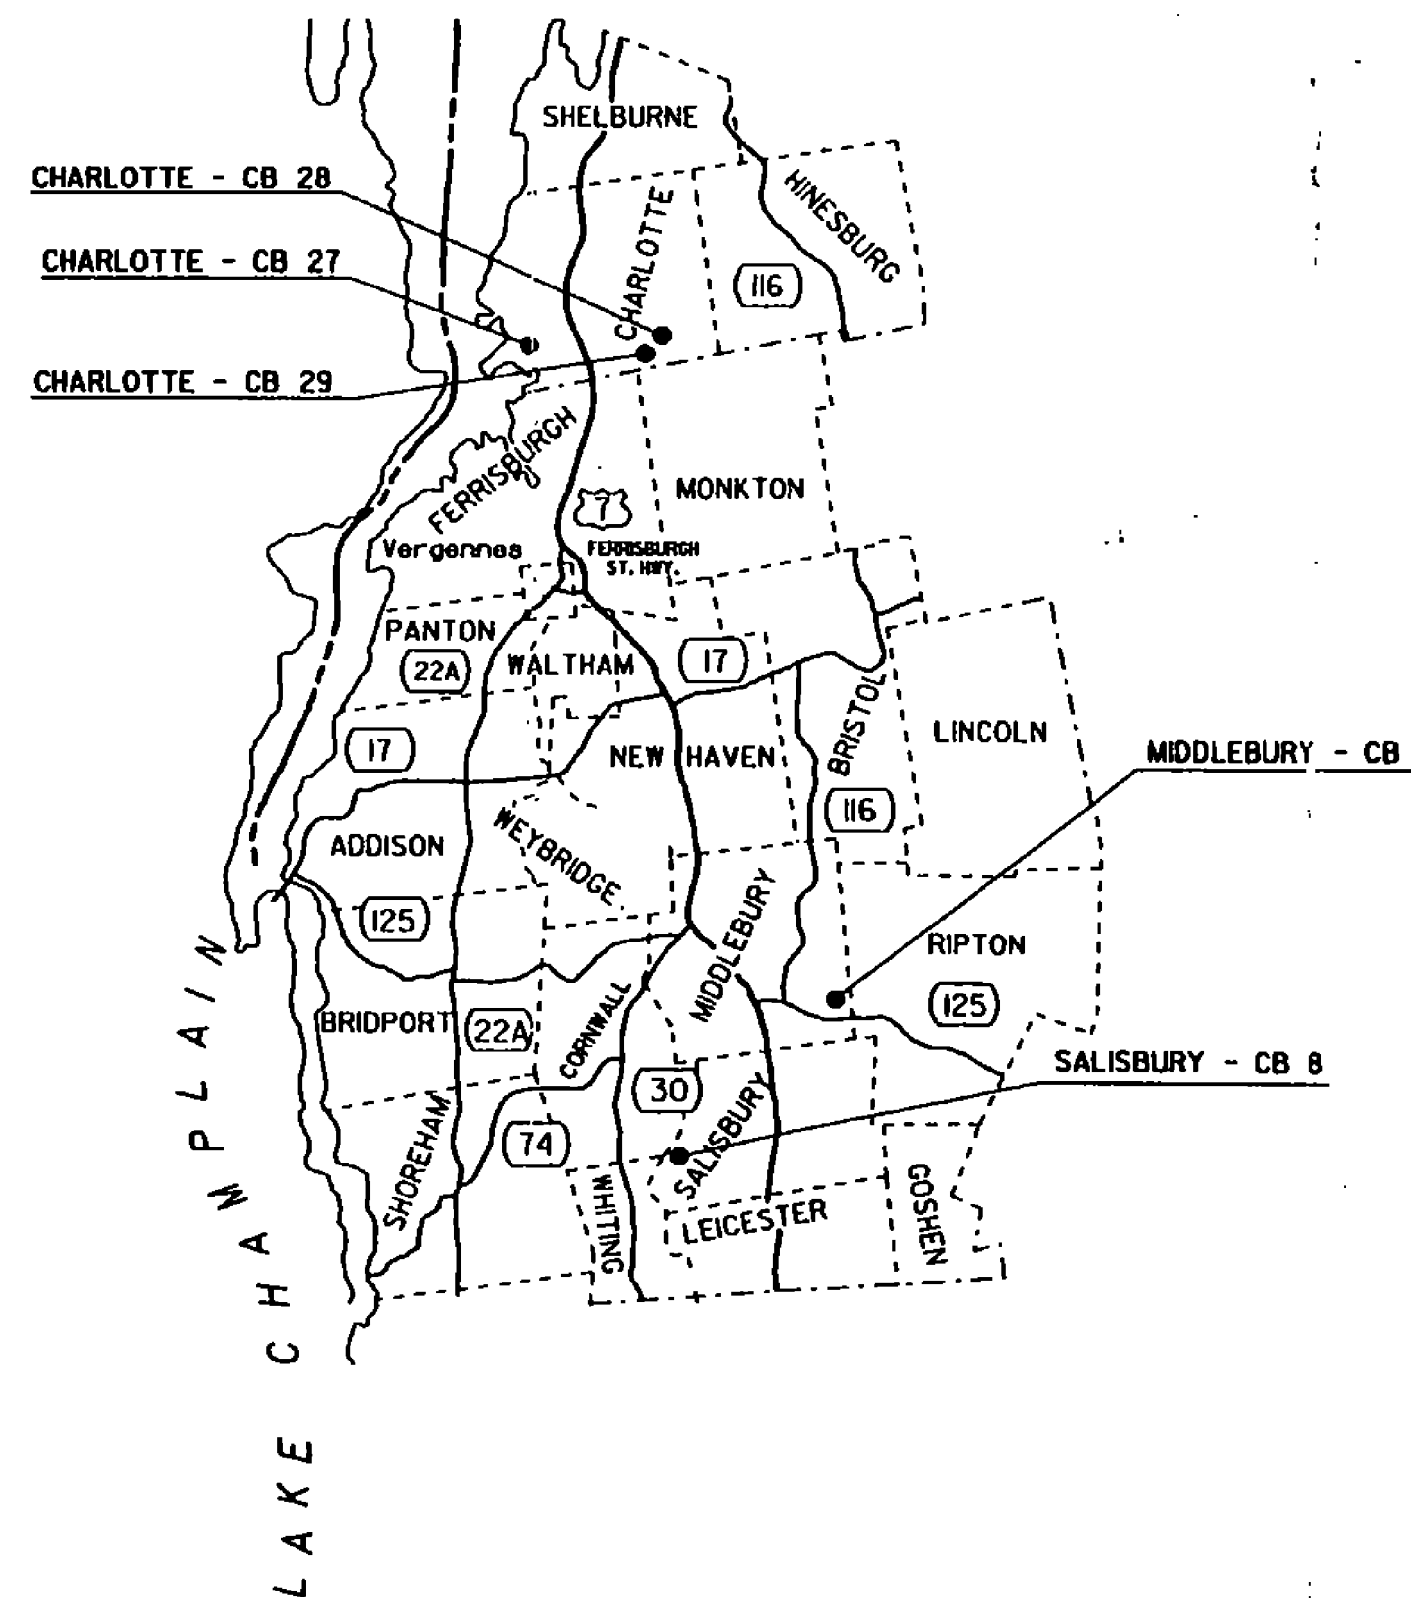 SHELBURNE
CHARLOTTE - CB 28
HINESBURG
CHARLOTTE
CHARLOTTE - CB 27
116
CHARLOTTE - CB 29
FERRISBURGH
MONKTON
7
Vergennes
FERRISBURGH
ST. HWY.
PANTON
22A
WALTHAM
17
BRISTOL
LINCOLN
17
NEW HAVEN
MIDDLEBURY - CB
116
ADDISON
WEYBRIDGE
125
MIDDLEBURY
RIPTON
BRIDPORT
22A
CORNWALL
125
SALISBURY - CB 8
30
SHOREHAM
74
SALISBURY
WHITING
LEICESTER
GOSHEN
LAKE CHAMPLAIN